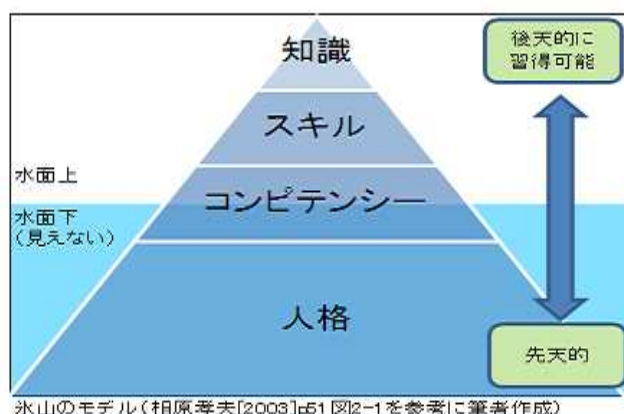 知識
後天的に
習得可能
スキル
水面上
コンピテンシー
水面下
(見えない)
人格
先天的
氷山のモデル(相原孝夫[2003]p51図2-1を参考に筆者作成)